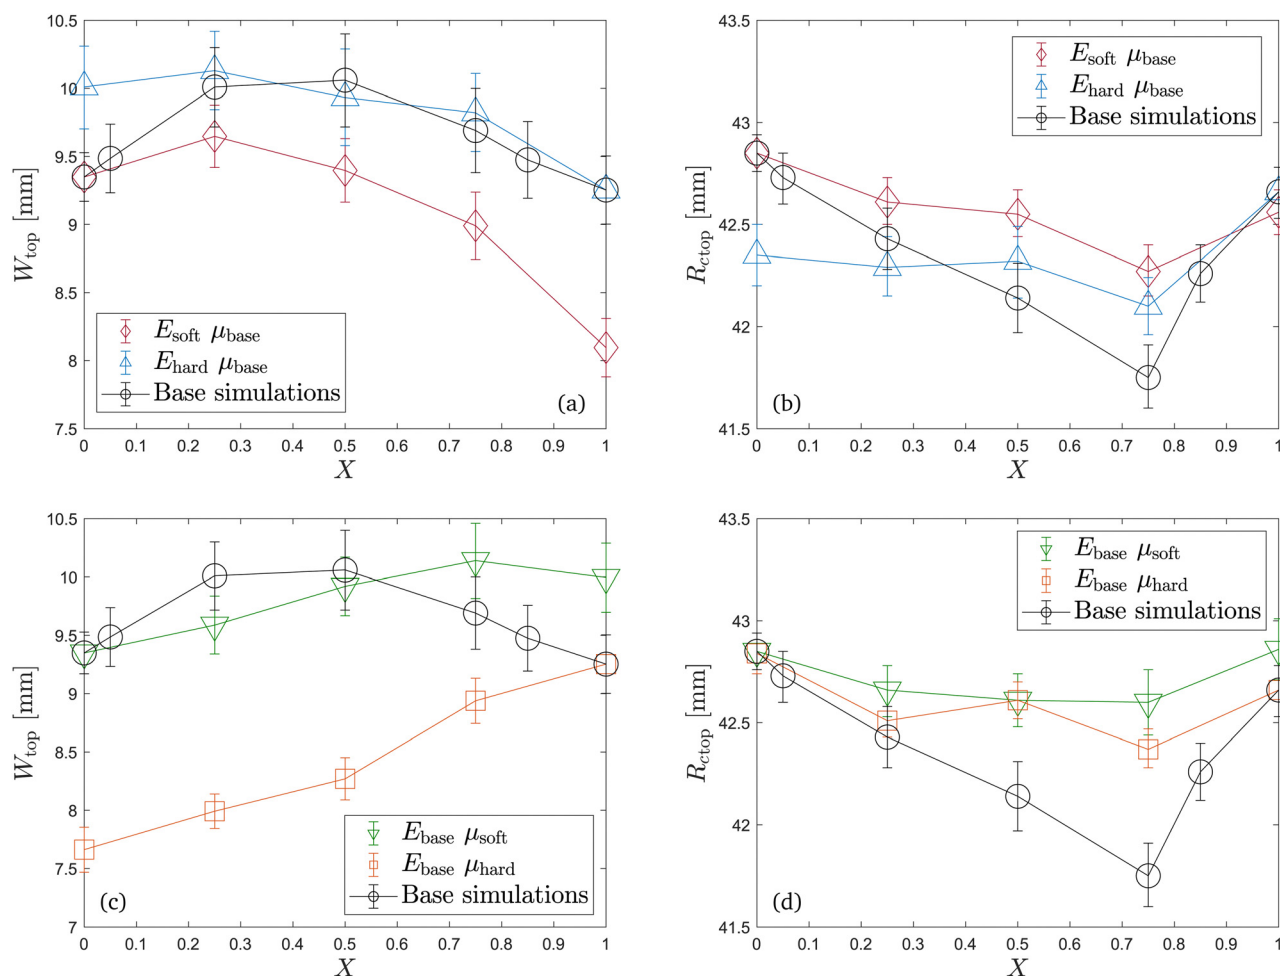 10.5
10
9.5
9
8.5
8
7.5
W_top [mm]
E_soft μ_base
E_hard μ_base
Base simulations
(a)
0 0.1 0.2 0.3 0.4 0.5 0.6 0.7 0.8 0.9 1
X
43.5
43
42.5
42
41.5
R_ctop [mm]
E_soft μ_base
E_hard μ_base
Base simulations
(b)
0 0.1 0.2 0.3 0.4 0.5 0.6 0.7 0.8 0.9 1
X
10.5
10
9.5
9
8.5
8
7.5
7
W_top [mm]
E_base μ_soft
E_base μ_hard
Base simulations
(c)
0 0.1 0.2 0.3 0.4 0.5 0.6 0.7 0.8 0.9 1
X
43.5
43
42.5
42
41.5
R_ctop [mm]
E_base μ_soft
E_base μ_hard
Base simulations
(d)
0 0.1 0.2 0.3 0.4 0.5 0.6 0.7 0.8 0.9 1
X